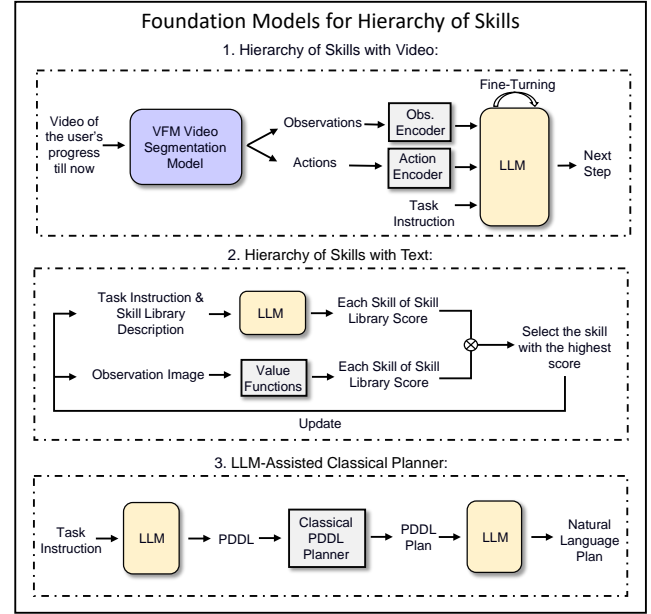 Foundation Models for Hierarchy of Skills
1. Hierarchy of Skills with Video:
Fine-Turning
Video of
the user's
progress
till now
VFM Video
Segmentation
Model
Observations
Actions
Obs.
Encoder
Action
Encoder
Task
Instruction
LLM
Next
Step
2. Hierarchy of Skills with Text:
Task Instruction &
Skill Library
Description
LLM
Each Skill of Skill
Library Score
Observation Image
Value
Functions
Each Skill of Skill
Library Score
Select the skill
with the highest
score
Update
3. LLM-Assisted Classical Planner:
Task
Instruction
LLM
PDDL
Classical
PDDL
Planner
PDDL
Plan
LLM
Natural
Language
Plan